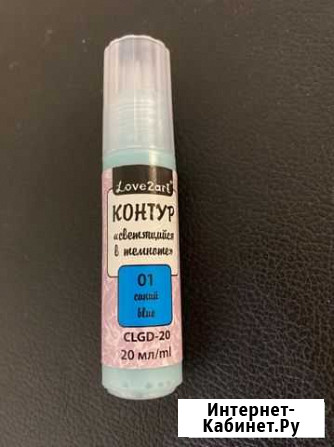 Love2art®
КОНТУР
«светящийся
в темноте»
01
синий
blue
CLGD-20
20 мл/ml
Интернет-
Кабинет.Ру